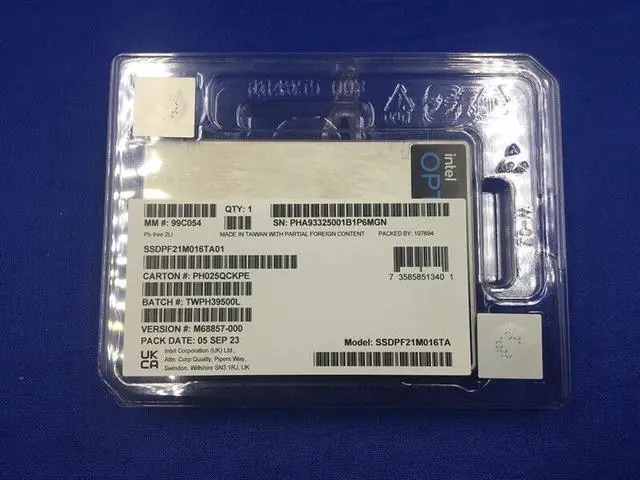 intel
OPT
MM #: 99C054
QTY: 1
SN: PHA93325001B1P6MGN
Pb-free 2LI
MADE IN TAIWAN WITH PARTIAL FOREIGN CONTENT
PACKED BY: 107694
SSDPF21M016TA01
CARTON #: PH025QCKPE
7 3585851340 1
BATCH #: TWPH39500L
VERSION #: M68857-000
PACK DATE: 05 SEP 23
Model: SSDPF21M016TA
UK
CA
Intel Corporation (UK) Ltd.,
Attn: Corp Quality, Pipers Way,
Swindon, Wiltshire SN3 1RJ, UK